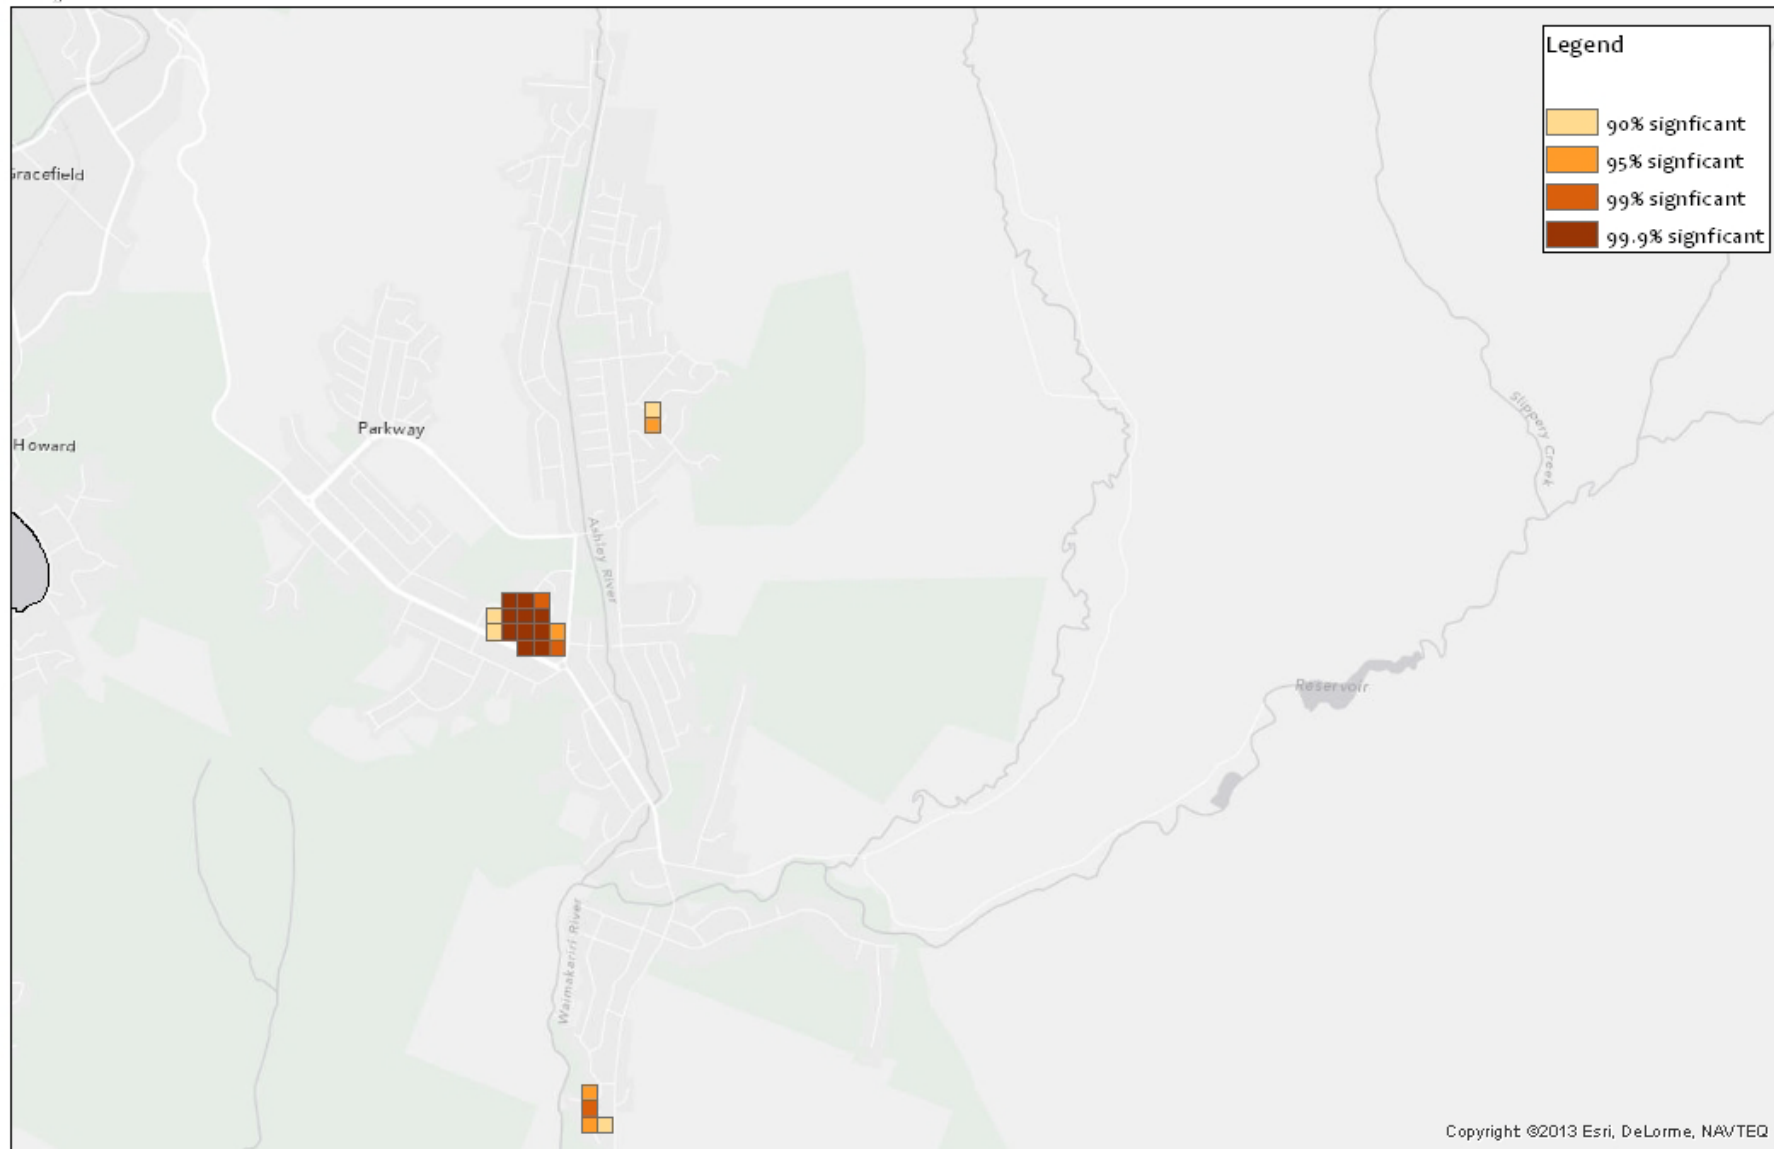 Legend
90% signficant
95% signficant
99% signficant
99.9% signficant
Gracefield
Parkway
Howard
Slippery Creek
Ashley River
Reservoir
Waimakariri River
Copyright ©2013 Esri, DeLorme, NAVTEQ